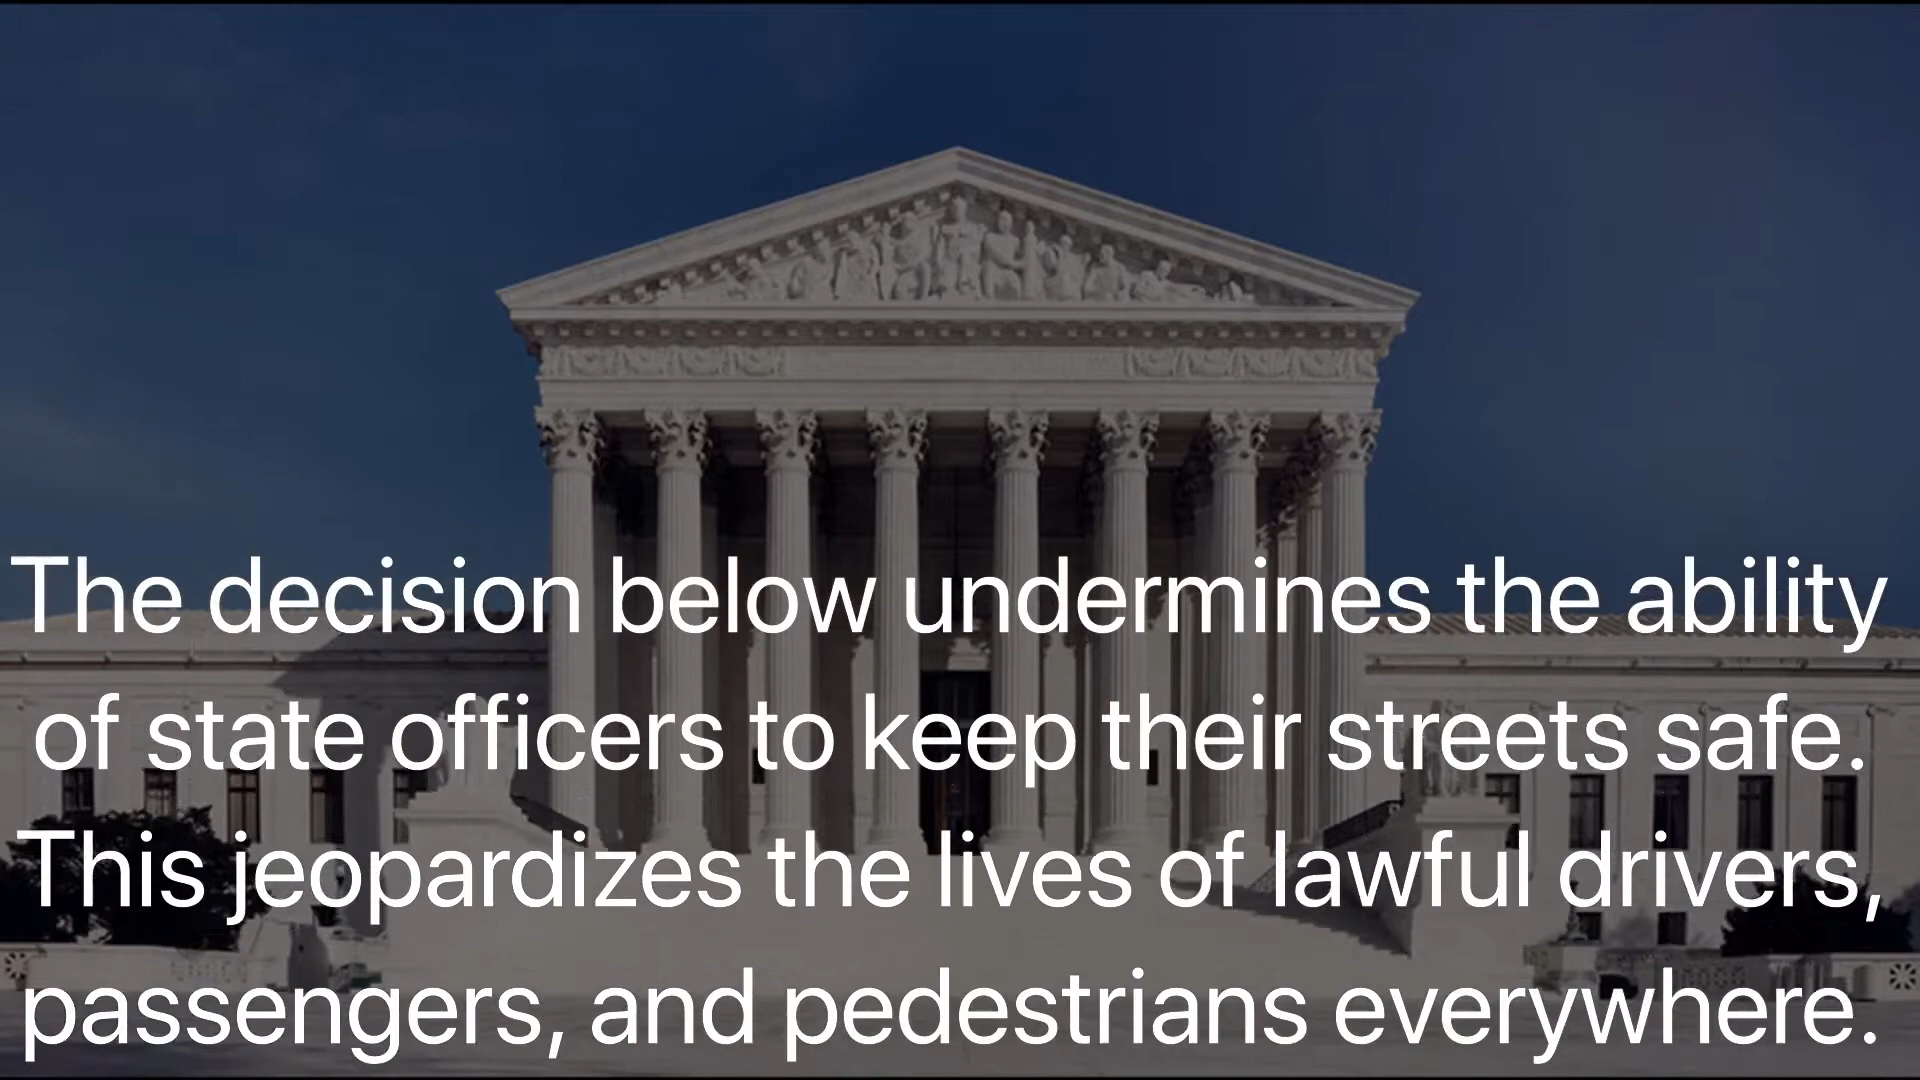 The decision below undermines the ability
of state officers to keep their streets safe.
This jeopardizes the lives of lawful drivers,
passengers, and pedestrians everywhere.